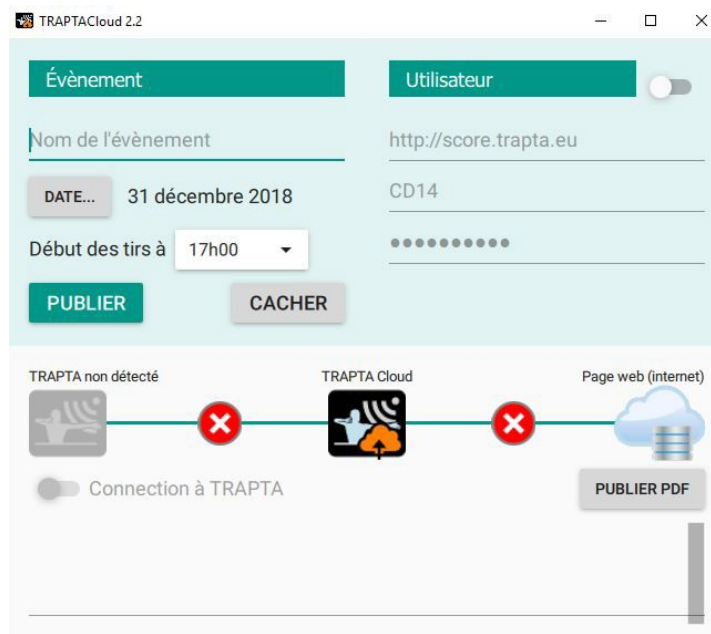 TRAPTACloud 2.2
Évènement
Utilisateur
Nom de l'évènement
http://score.trapta.eu
DATE...
31 décembre 2018
CD14
Début des tirs à
17h00
••••••••••
PUBLIER
CACHER
TRAPTA non détecté
TRAPTA Cloud
Page web (internet)
Connection à TRAPTA
PUBLIER PDF